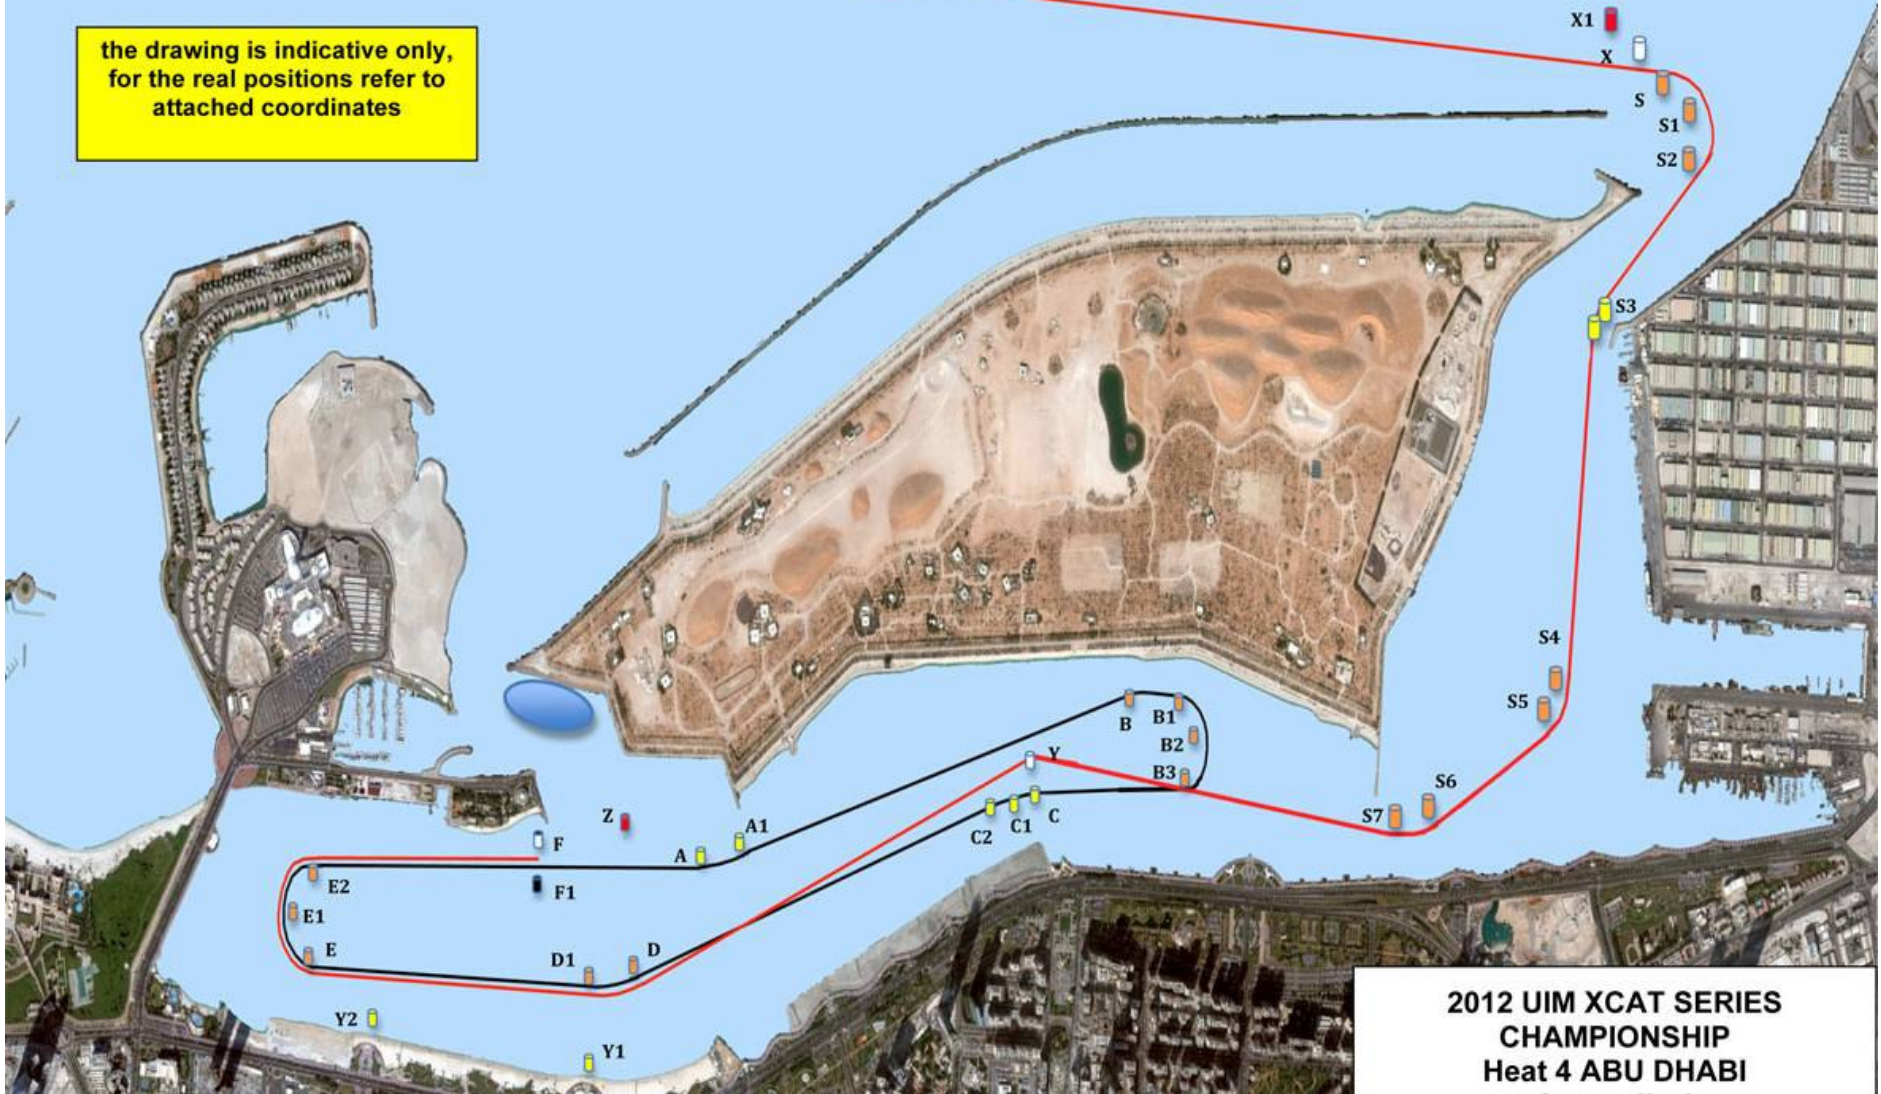 the drawing is indicative only,
for the real positions refer to
attached coordinates
X1
X
S
S1
S2
S3
S4
S5
S6
S7
B
B1
B2
B3
Y
C
C1
C2
Z
A1
A
F
F1
E2
E1
E
D1
D
Y2
Y1
2012 UIM XCAT SERIES
CHAMPIONSHIP
Heat 4 ABU DHABI